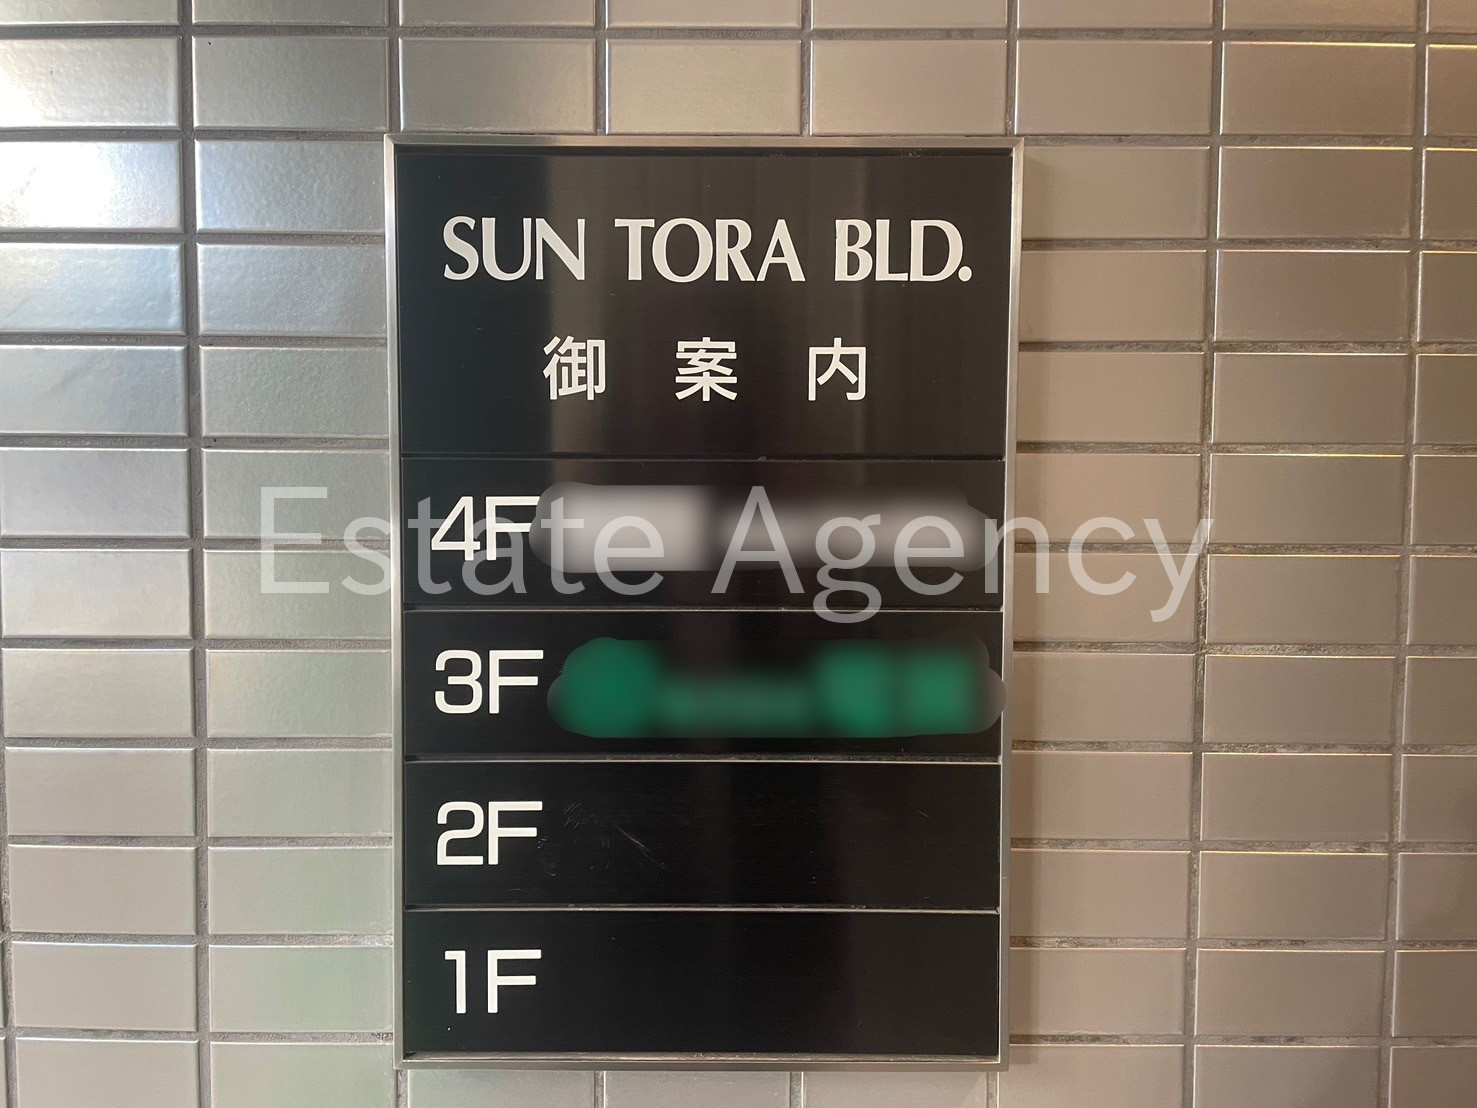 SUN TORA BLD.
御案内
4F
Estate Agency
3F
2F
1F